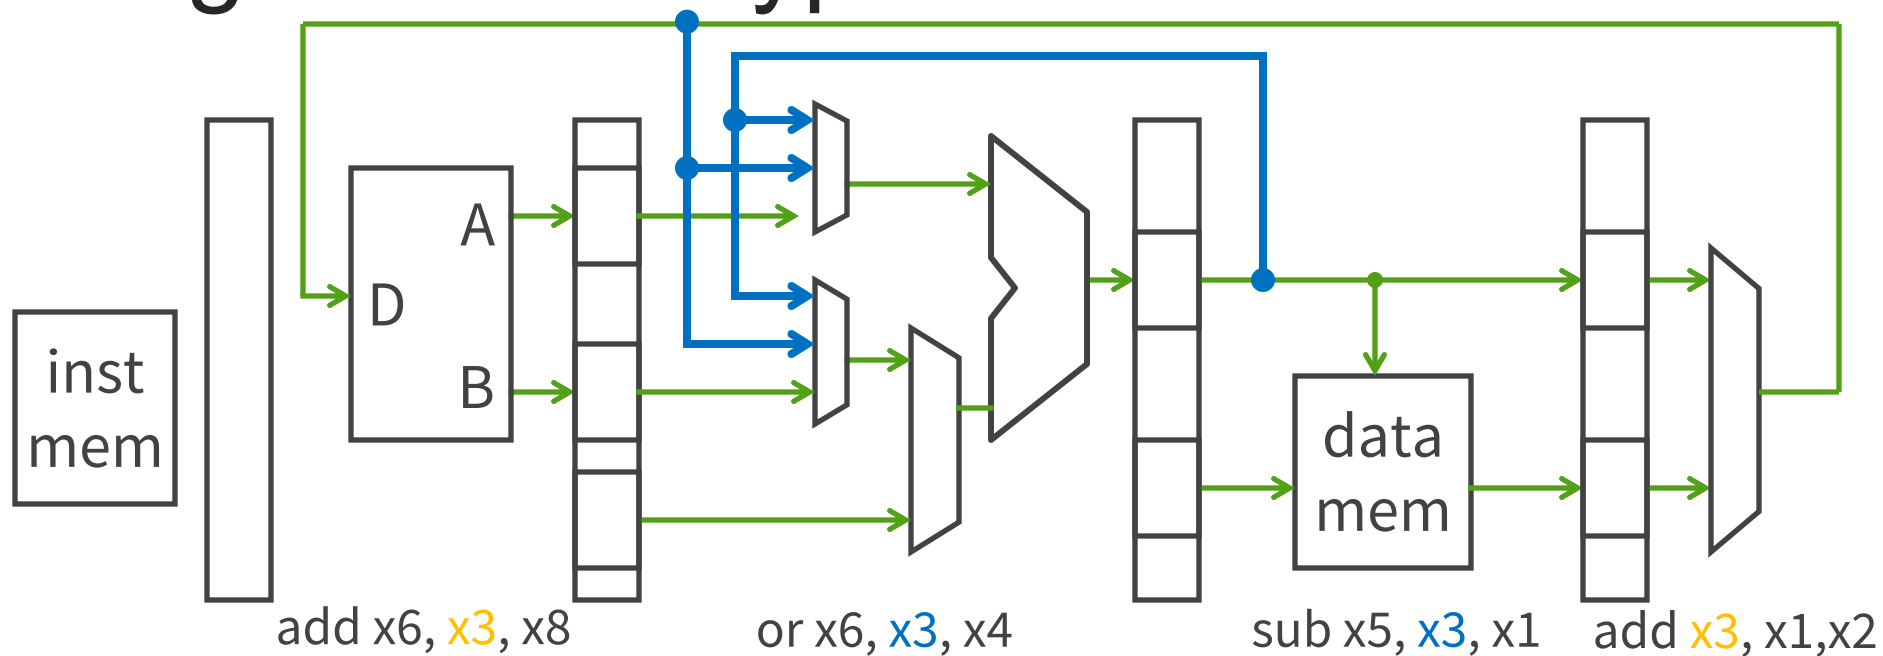 A
D
B
inst
mem
data
mem
add x6, x3, x8
or x6, x3, x4
sub x5, x3, x1
add x3, x1,x2